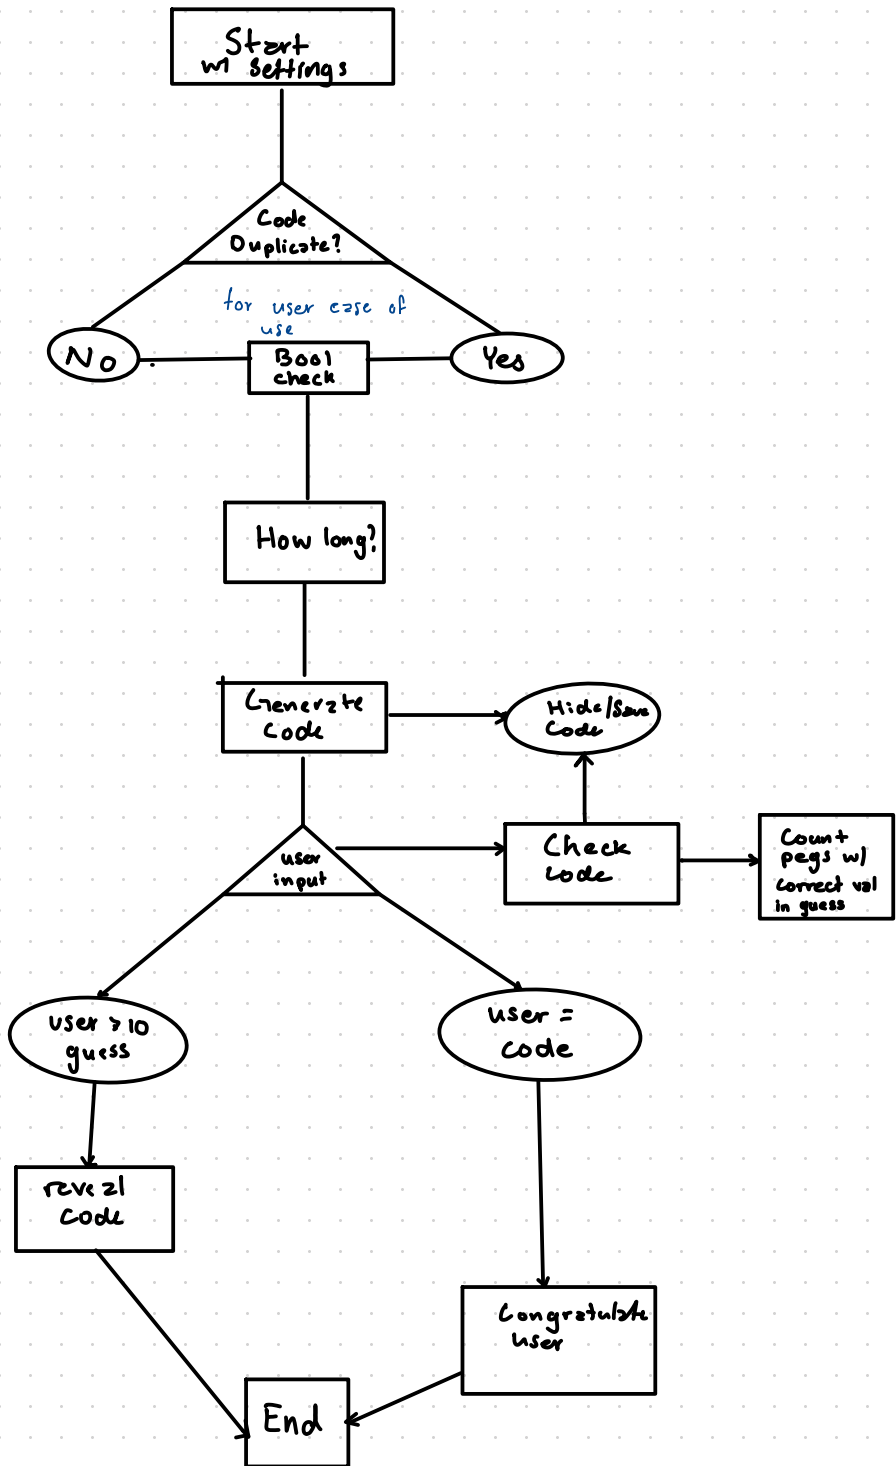 Start
w/ settings
Code
Duplicate?
for user ease of
use
No
Bool
check
Yes
How long?
Generate
Code
Hide/Save
Code
user
input
Check
code
Count
pegs w/
correct val
in guess
user > 10
guess
user =
code
reveal
Code
Congratulate
user
End